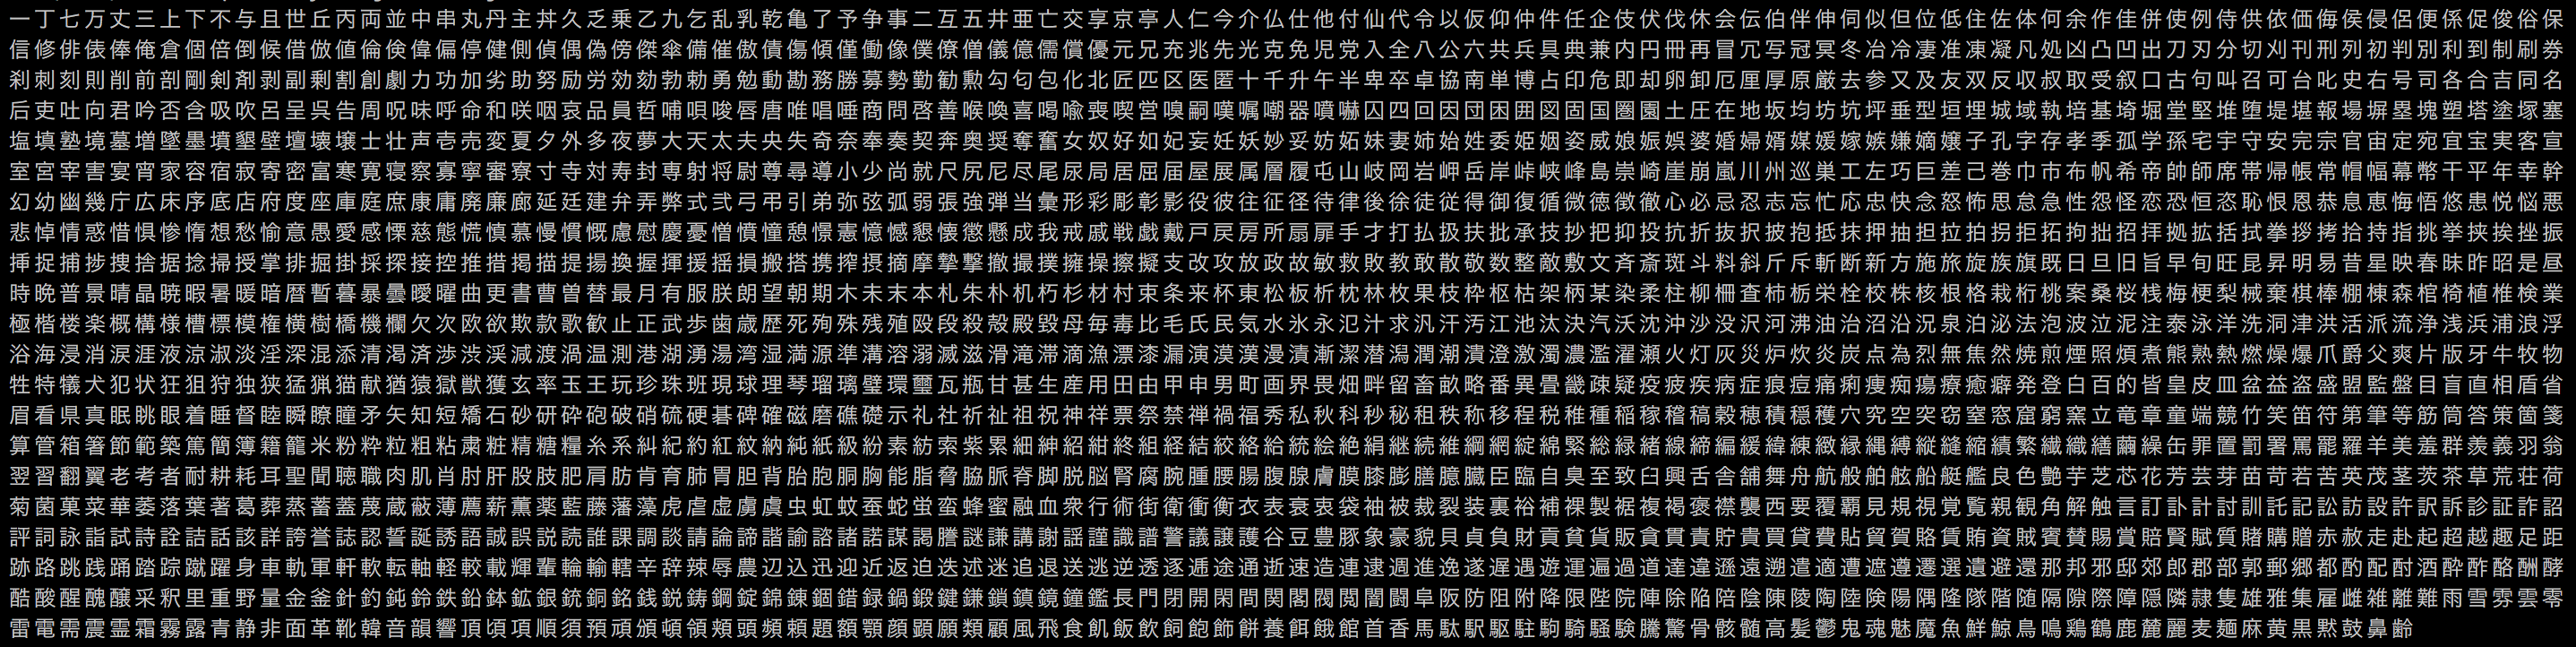 一丁七万丈三上下不与且世丘丙両並中串丸丹主丼久乏乗乙九乞乱乳乾亀了予争事二互五井亜亡交享京亭人仁今介仏仕他付仙代令以仮仰仲件任企伎伏伐休会伝伯伴伸伺似但位低住佐体何余作佳併使例侍供依価侮侯侵侶便係促俊俗保
信修俳俵俸俺倉個倍倒候借倣値倫倹偉偏停健側偵偶偽傍傑傘備催傲債傷傾僅働像僕僚僧儀億儒償優元兄充兆先光克免児党入全八公六共兵具典兼内円冊再冒冗写冠冥冬冶冷凄准凍凝凡処凶凸凹出刀刃分切刈刊刑列初判別利到制刷券
刹刺刻則削前剖剛剣剤剥副剰割創劇力功加劣助努励労効劾勃勇勉動勘務勝募勢勤勧勲勾匂包化北匠匹区医匿十千升午半卑卒卓協南単博占印危即却卵卸厄厘厚原厳去参又及友双反収叔取受叙口古句叫召可台叱史右号司各合吉同名
后吏吐向君吟否含吸吹呂呈呉告周呪味呼命和咲咽哀品員哲哺唄唆唇唐唯唱唾商問啓善喉喚喜喝喩喪喫営嗅嗣嘆嘱嘲器噴嚇囚四回因団困囲図固国圏園土圧在地坂均坊坑坪垂型垣埋城域執培基埼堀堂堅堆堕堤堪報場塀塁塊塑塔塗塚塞
塩填塾境墓増墜墨墳墾壁壇壊壌士壮声壱売変夏夕外多夜夢大天太夫央失奇奈奉奏契奔奥奨奪奮女奴好如妃妄妊妖妙妥妨妬妹妻姉始姓委姫姻姿威娘娠娯婆婚婦婿媒媛嫁嫉嫌嫡嬢子孔字存孝季孤学孫宅宇守安完宗官宙定宛宜宝実客宣
室宮宰害宴宵家容宿寂寄密富寒寛寝察寡寧審寮寸寺対寿封専射将尉尊尋導小少尚就尺尻尼尽尾尿局居屈届屋展属層履屯山岐岡岩岬岳岸峠峡峰島崇崎崖崩嵐川州巡巣工左巧巨差己巻巾市布帆希帝帥師席帯帰帳常帽幅幕幣干平年幸幹
幻幼幽幾庁広床序底店府度座庫庭庶康庸廃廉廊延廷建弁弄弊式弐弓弔引弟弥弦弧弱張強弾当彙形彩彫彰影役彼往征径待律後徐徒従得御復循微徳徴徹心必忌忍志忘忙応忠快念怒怖思怠急性怨怪恋恐恒恣恥恨恩恭息恵悔悟悠患悦悩悪
悲悼情惑惜惧惨惰想愁愉意愚愛感慄慈態慌慎慕慢慣慨慮慰慶憂憎憤憧憩憬憲憶憾懇懐懲懸成我戒戚戦戯戴戸戻房所扇扉手才打払扱扶批承技抄把抑投抗折抜択披抱抵抹押抽担拉拍拐拒拓拘拙招拝拠拡括拭拳拶拷拾持指挑挙挟挨挫振
挿捉捕捗捜捨据捻掃授掌排掘掛採探接控推措掲描提揚換握揮援揺損搬搭携搾摂摘摩摯撃撤撮撲擁操擦擬支改攻放政故敏救敗教敢散敬数整敵敷文斉斎斑斗料斜斤斥斬断新方施旅旋族旗既日旦旧旨早旬旺昆昇明易昔星映春昧昨昭是昼
時晩普景晴晶暁暇暑暖暗暦暫暮暴曇曖曜曲更書曹曽替最月有服朕朗望朝期木未末本札朱朴机朽杉材村束条来杯東松板析枕林枚果枝枠枢枯架柄某染柔柱柳柵査柿栃栄栓校株核根格栽桁桃案桑桜桟梅梗梨械棄棋棒棚棟森棺椅植椎検業
極楷楼楽概構様槽標模権横樹橋機欄欠次欧欲欺款歌歓止正武歩歯歳歴死殉殊残殖殴段殺殻殿毀母毎毒比毛氏民気水氷永氾汁求汎汗汚江池汰決汽沃沈沖沙没沢河沸油治沼沿況泉泊泌法泡波泣泥注泰泳洋洗洞津洪活派流浄浅浜浦浪浮
浴海浸消涙涯液涼淑淡淫深混添清渇済渉渋渓減渡渦温測港湖湧湯湾湿満源準溝溶溺滅滋滑滝滞滴漁漂漆漏演漠漢漫漬漸潔潜潟潤潮潰澄激濁濃濫濯瀬火灯灰災炉炊炎炭点為烈無焦然焼煎煙照煩煮熊熟熱燃燥爆爪爵父爽片版牙牛牧物
牲特犠犬犯状狂狙狩独狭猛猟猫献猶猿獄獣獲玄率玉王玩珍珠班現球理琴瑠璃璧環璽瓦瓶甘甚生産用田由甲申男町画界畏畑畔留畜畝略番異畳畿疎疑疫疲疾病症痕痘痛痢痩痴瘍療癒癖発登白百的皆皇皮皿盆益盗盛盟監盤目盲直相盾省
眉看県真眠眺眼着睡督睦瞬瞭瞳矛矢知短矯石砂研砕砲破硝硫硬碁碑確磁磨礁礎示礼社祈祉祖祝神祥票祭禁禅禍福秀私秋科秒秘租秩称移程税稚種稲稼稽稿穀穂積穏穫穴究空突窃窒窓窟窮窯立竜章童端競竹笑笛符第筆等筋筒答策箇箋
算管箱箸節範築篤簡簿籍籠米粉粋粒粗粘粛粧精糖糧糸系糾紀約紅紋納純紙級紛素紡索紫累細紳紹紺終組経結絞絡給統絵絶絹継続維綱網綻綿緊総緑緒線締編緩緯練緻縁縄縛縦縫縮績繁繊織繕繭繰缶罪置罰署罵罷羅羊美羞群羨義羽翁
翌習翻翼老考者耐耕耗耳聖聞聴職肉肌肖肘肝股肢肥肩肪肯育肺胃胆背胎胞胴胸能脂脅脇脈脊脚脱脳腎腐腕腫腰腸腹腺膚膜膝膨膳臆臓臣臨自臭至致臼興舌舎舗舞舟航般舶舷船艇艦良色艶芋芝芯花芳芸芽苗苛若苦英茂茎茨茶草荒荘荷
菊菌菓菜華萎落葉著葛葬蒸蓄蓋蔑蔵蔽薄薦薪薫薬藍藤藩藻虎虐虚虜虞虫虹蚊蚕蛇蛍蛮蜂蜜融血衆行術街衛衝衡衣表衰衷袋袖被裁裂装裏裕補裸製裾複褐褒襟襲西要覆覇見規視覚覧親観角解触言訂訃計討訓託記訟訪設許訳訴診証詐詔
評詞詠詣試詩詮詰話該詳誇誉誌認誓誕誘語誠誤説読誰課調談請論諦諧諭諮諸諾謀謁謄謎謙講謝謡謹識譜警議譲護谷豆豊豚象豪貌貝貞負財貢貧貨販貪貫責貯貴買貸費貼貿賀賂賃賄資賊賓賛賜賞賠賢賦質賭購贈赤赦走赴起超越趣足距
跡路跳践踊踏踪蹴躍身車軌軍軒軟転軸軽較載輝輩輪輸轄辛辞辣辱農辺込迅迎近返迫迭述迷追退送逃逆透逐逓途通逝速造連逮週進逸遂遅遇遊運遍過道達違遜遠遡遣適遭遮遵遷選遺避還那邦邪邸郊郎郡部郭郵郷都酌配酎酒酔酢酪酬酵
酷酸醒醜醸采釈里重野量金釜針釣鈍鈴鉄鉛鉢鉱銀銃銅銘銭鋭鋳鋼錠錦錬錮錯録鍋鍛鍵鎌鎖鎮鏡鐘鑑長門閉開閑間関閣閥閲闇闘阜阪防阻附降限陛院陣除陥陪陰陳陵陶陸険陽隅隆隊階随隔隙際障隠隣隷隻雄雅集雇雌雑離難雨雪雰雲零
雷電需震霊霜霧露青静非面革靴韓音韻響頂頃項順須預頑頒頓領頬頭頻頼題額顎顔顕願類顧風飛食飢飯飲飼飽飾餅養餌餓館首香馬駄駅駆駐駒騎騒験騰驚骨骸髄高髪鬱鬼魂魅魔魚鮮鯨鳥鳴鶏鶴鹿麓麗麦麺麻黄黒黙鼓鼻齢